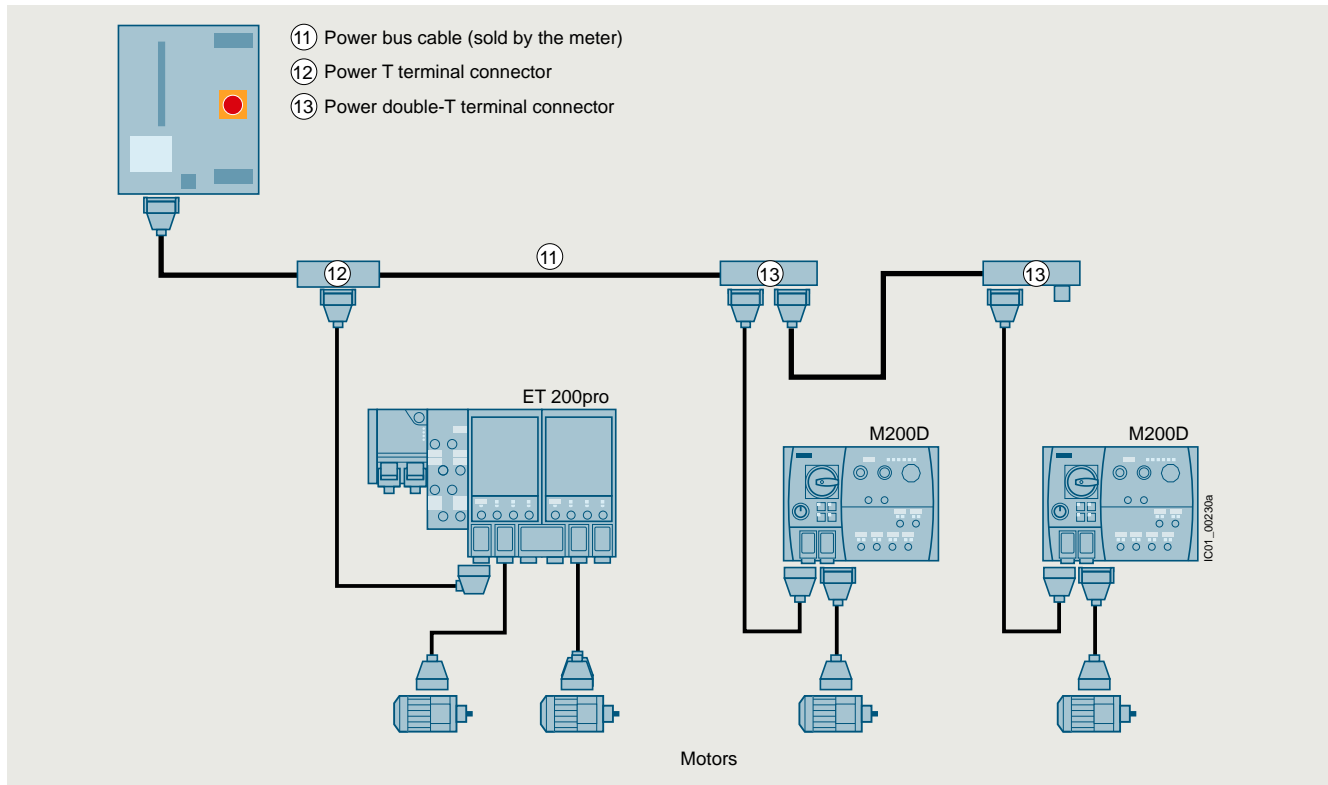 11 Power bus cable (sold by the meter)
12 Power T terminal connector
13 Power double-T terminal connector
11
12
13
13
ET 200pro
M200D
M200D
IC01_00230a
Motors